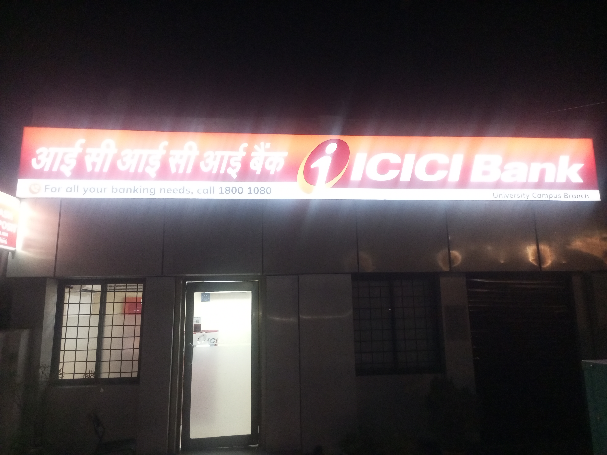 आई सी आई सी आई बैंक i ICICI Bank
For all your banking needs, call 1800 1080
University Campus Branch